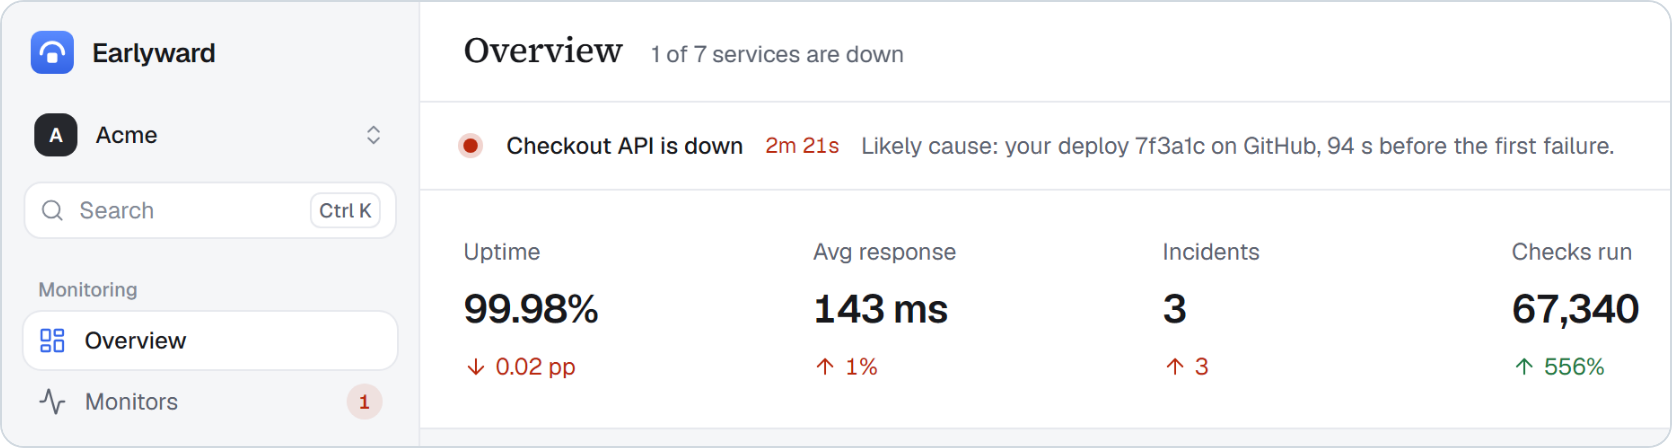 Earlyward
A Acme
Search Ctrl K
Monitoring
Overview
Monitors 1
Overview 1 of 7 services are down
Checkout API is down 2m 21s Likely cause: your deploy 7f3a1c on GitHub, 94 s before the first failure.
Uptime Avg response Incidents Checks run
99.98% 143 ms 3 67,340
↓ 0.02 pp ↑ 1% ↑ 3 ↑ 556%